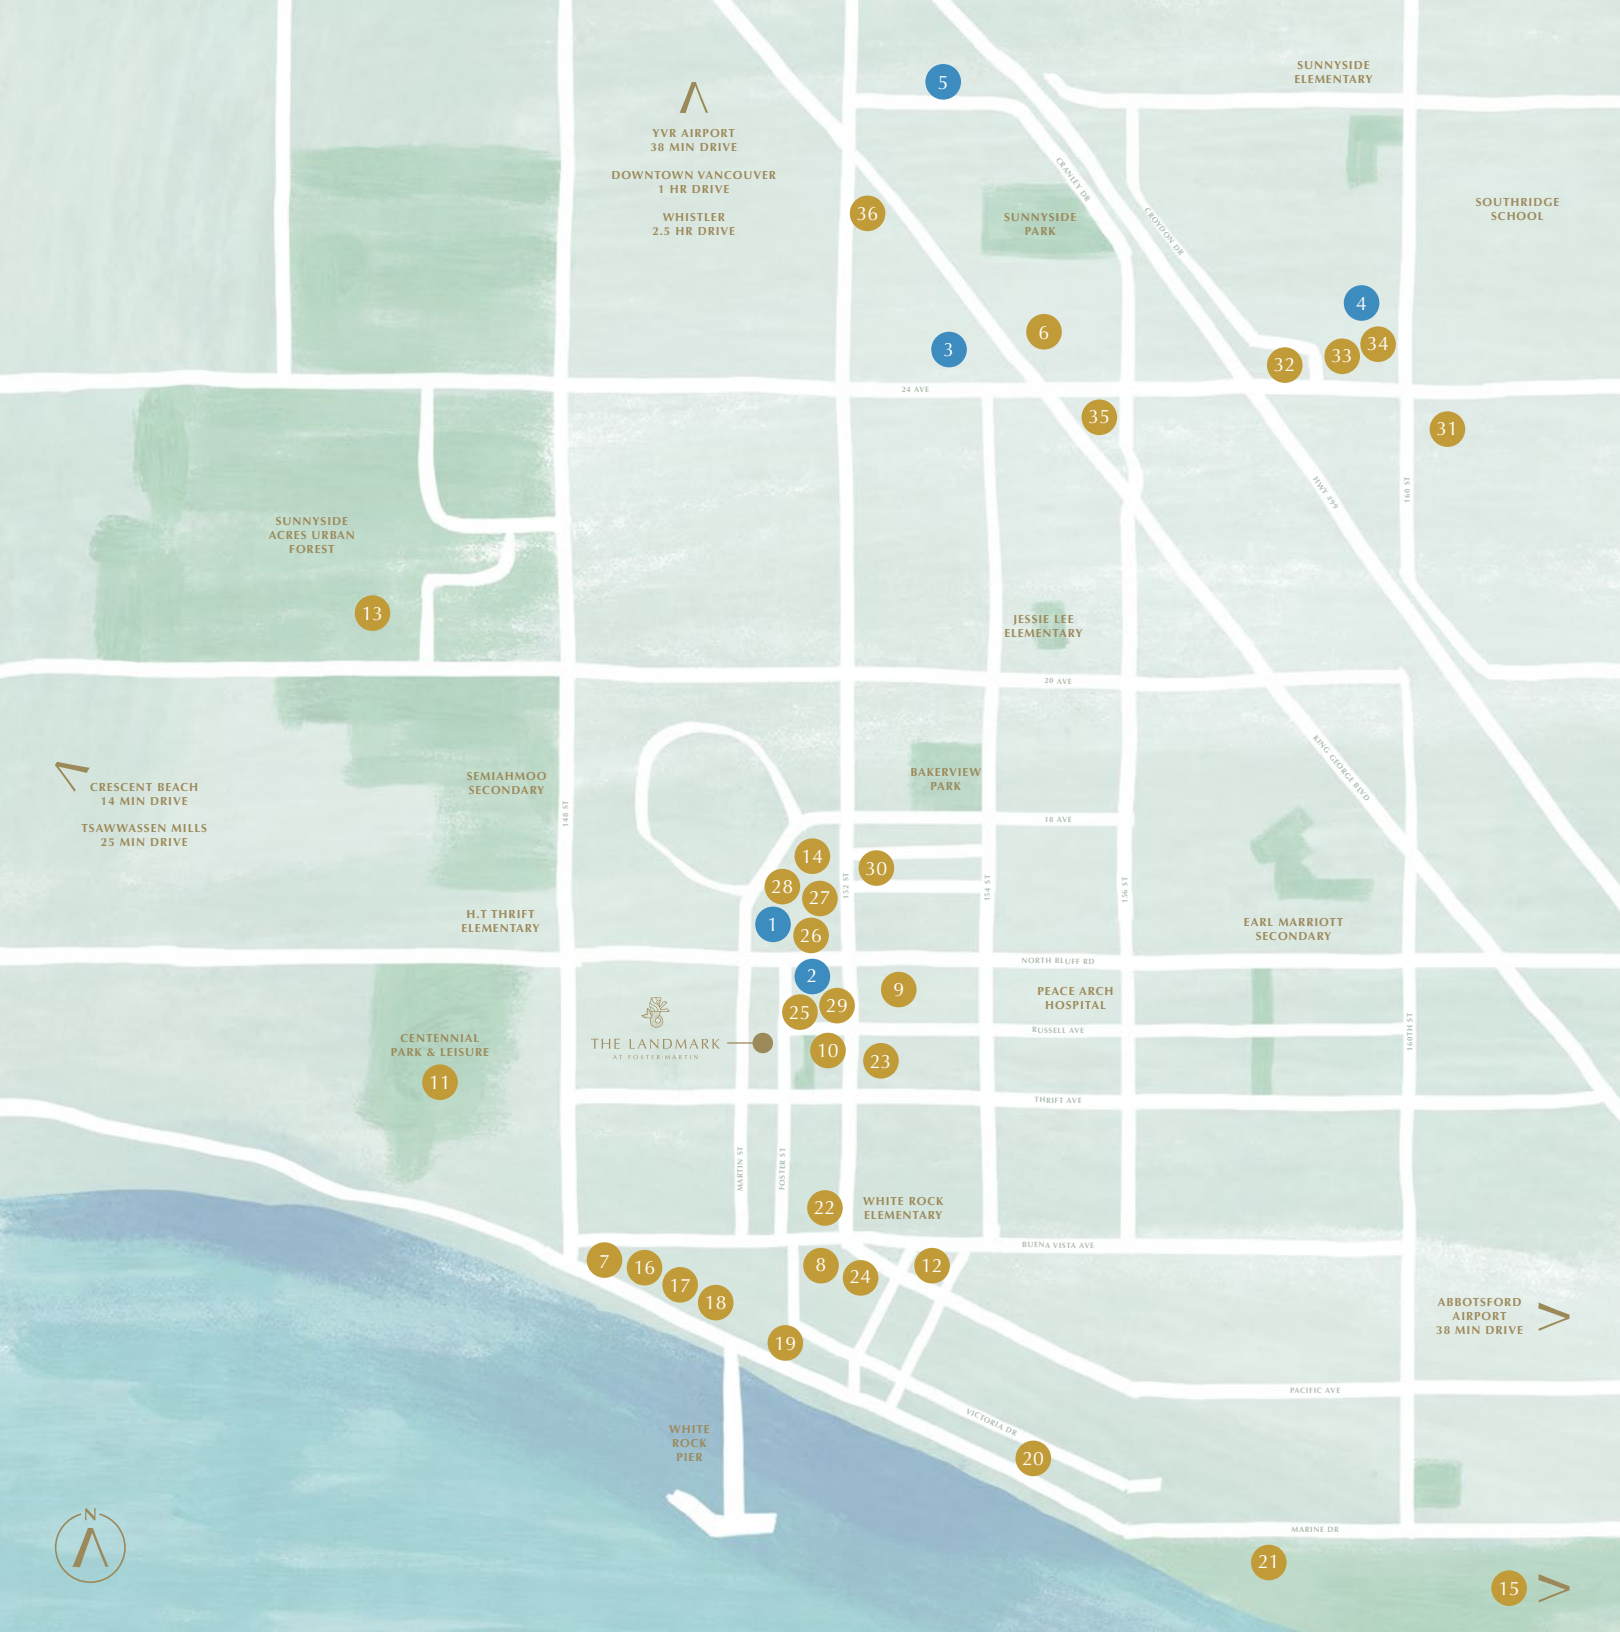 SUNNYSIDE
ELEMENTARY
5
YVR AIRPORT
38 MIN DRIVE
DOWNTOWN VANCOUVER
1 HR DRIVE
WHISTLER
2.5 HR DRIVE
CRANLEY DR
CROYDON DR
SOUTHRIDGE
SCHOOL
36
SUNNYSIDE
PARK
4
6
3
34
33
32
24 AVE
35
31
160 ST
HWY #99
SUNNYSIDE
ACRES URBAN
FOREST
13
JESSIE LEE
ELEMENTARY
20 AVE
KING GEORGE BLVD
CRESCENT BEACH
14 MIN DRIVE
TSAWWASSEN MILLS
25 MIN DRIVE
SEMIAHMOO
SECONDARY
148 ST
BAKERVIEW
PARK
18 AVE
14
30
28
27
152 ST
154 ST
156 ST
1
26
H.T THRIFT
ELEMENTARY
EARL MARRIOTT
SECONDARY
NORTH BLUFF RD
2
9
25
29
PEACE ARCH
HOSPITAL
RUSSELL AVE
160TH ST
THE LANDMARK
AT FOSTER MARTIN
10
23
CENTENNIAL
PARK & LEISURE
11
THRIFT AVE
MARTIN ST
FOSTER ST
22
WHITE ROCK
ELEMENTARY
BUENA VISTA AVE
7
16
17
18
8
24
12
19
ABBOTSFORD
AIRPORT
38 MIN DRIVE
PACIFIC AVE
VICTORIA DR
WHITE
ROCK
PIER
20
MARINE DR
N
21
15